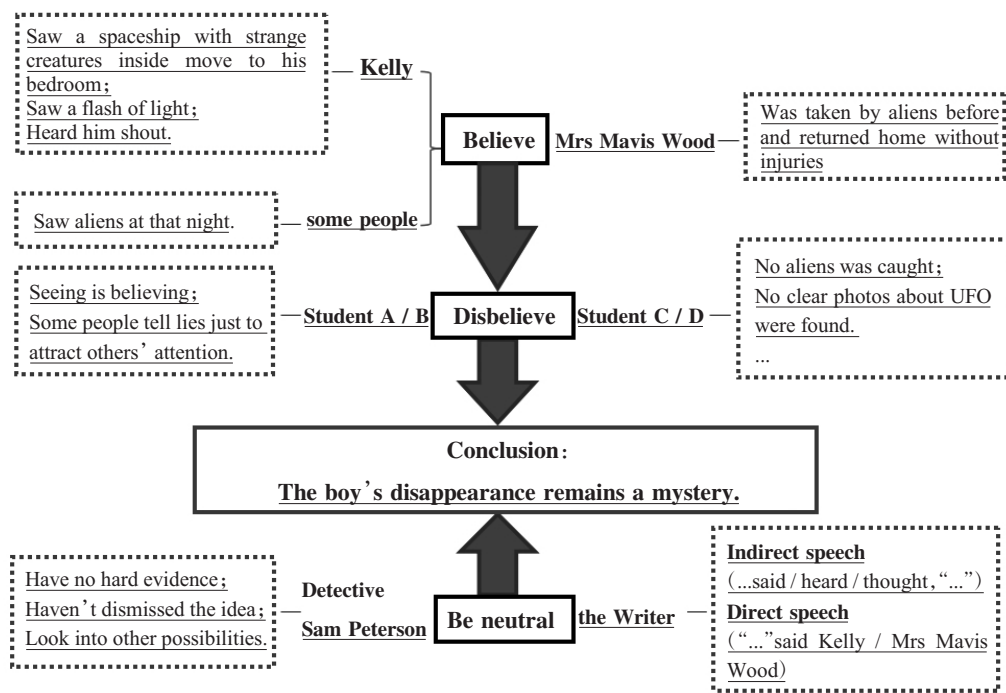 Saw a spaceship with strange
creatures inside move to his
bedroom;
Saw a flash of light;
Heard him shout.
Kelly
Believe
Mrs Mavis Wood
Was taken by aliens before
and returned home without
injuries
Saw aliens at that night.
some people
Seeing is believing;
Some people tell lies just to
attract others' attention.
Student A / B
Disbelieve
Student C / D
No aliens was caught;
No clear photos about UFO
were found.
...
Conclusion:
The boy's disappearance remains a mystery.
Have no hard evidence;
Haven't dismissed the idea;
Look into other possibilities.
Detective
Sam Peterson
Be neutral
the Writer
Indirect speech
(...said / heard / thought, “...”)
Direct speech
(“...”said Kelly / Mrs Mavis
Wood)